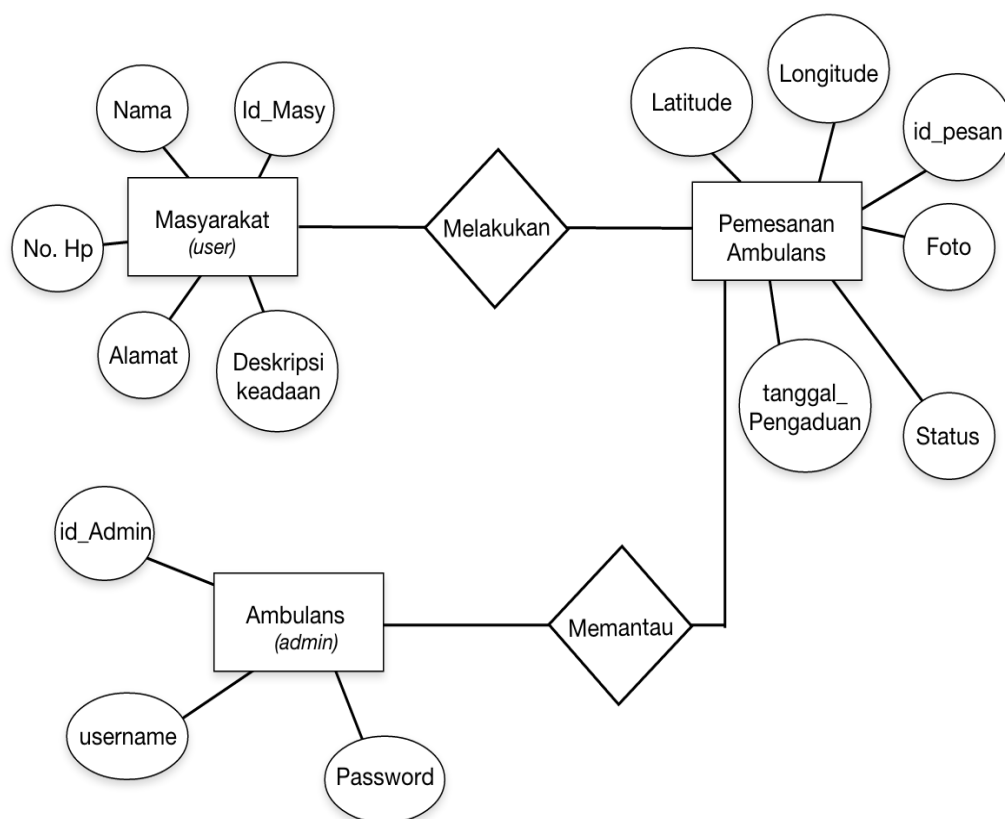 Nama
Id_Masy
No. Hp
Masyarakat
(user)
Alamat
Deskripsi
keadaan
Melakukan
Latitude
Longitude
id_pesan
Pemesanan
Ambulans
Foto
tanggal_
Pengaduan
Status
id_Admin
Ambulans
(admin)
Memantau
username
Password